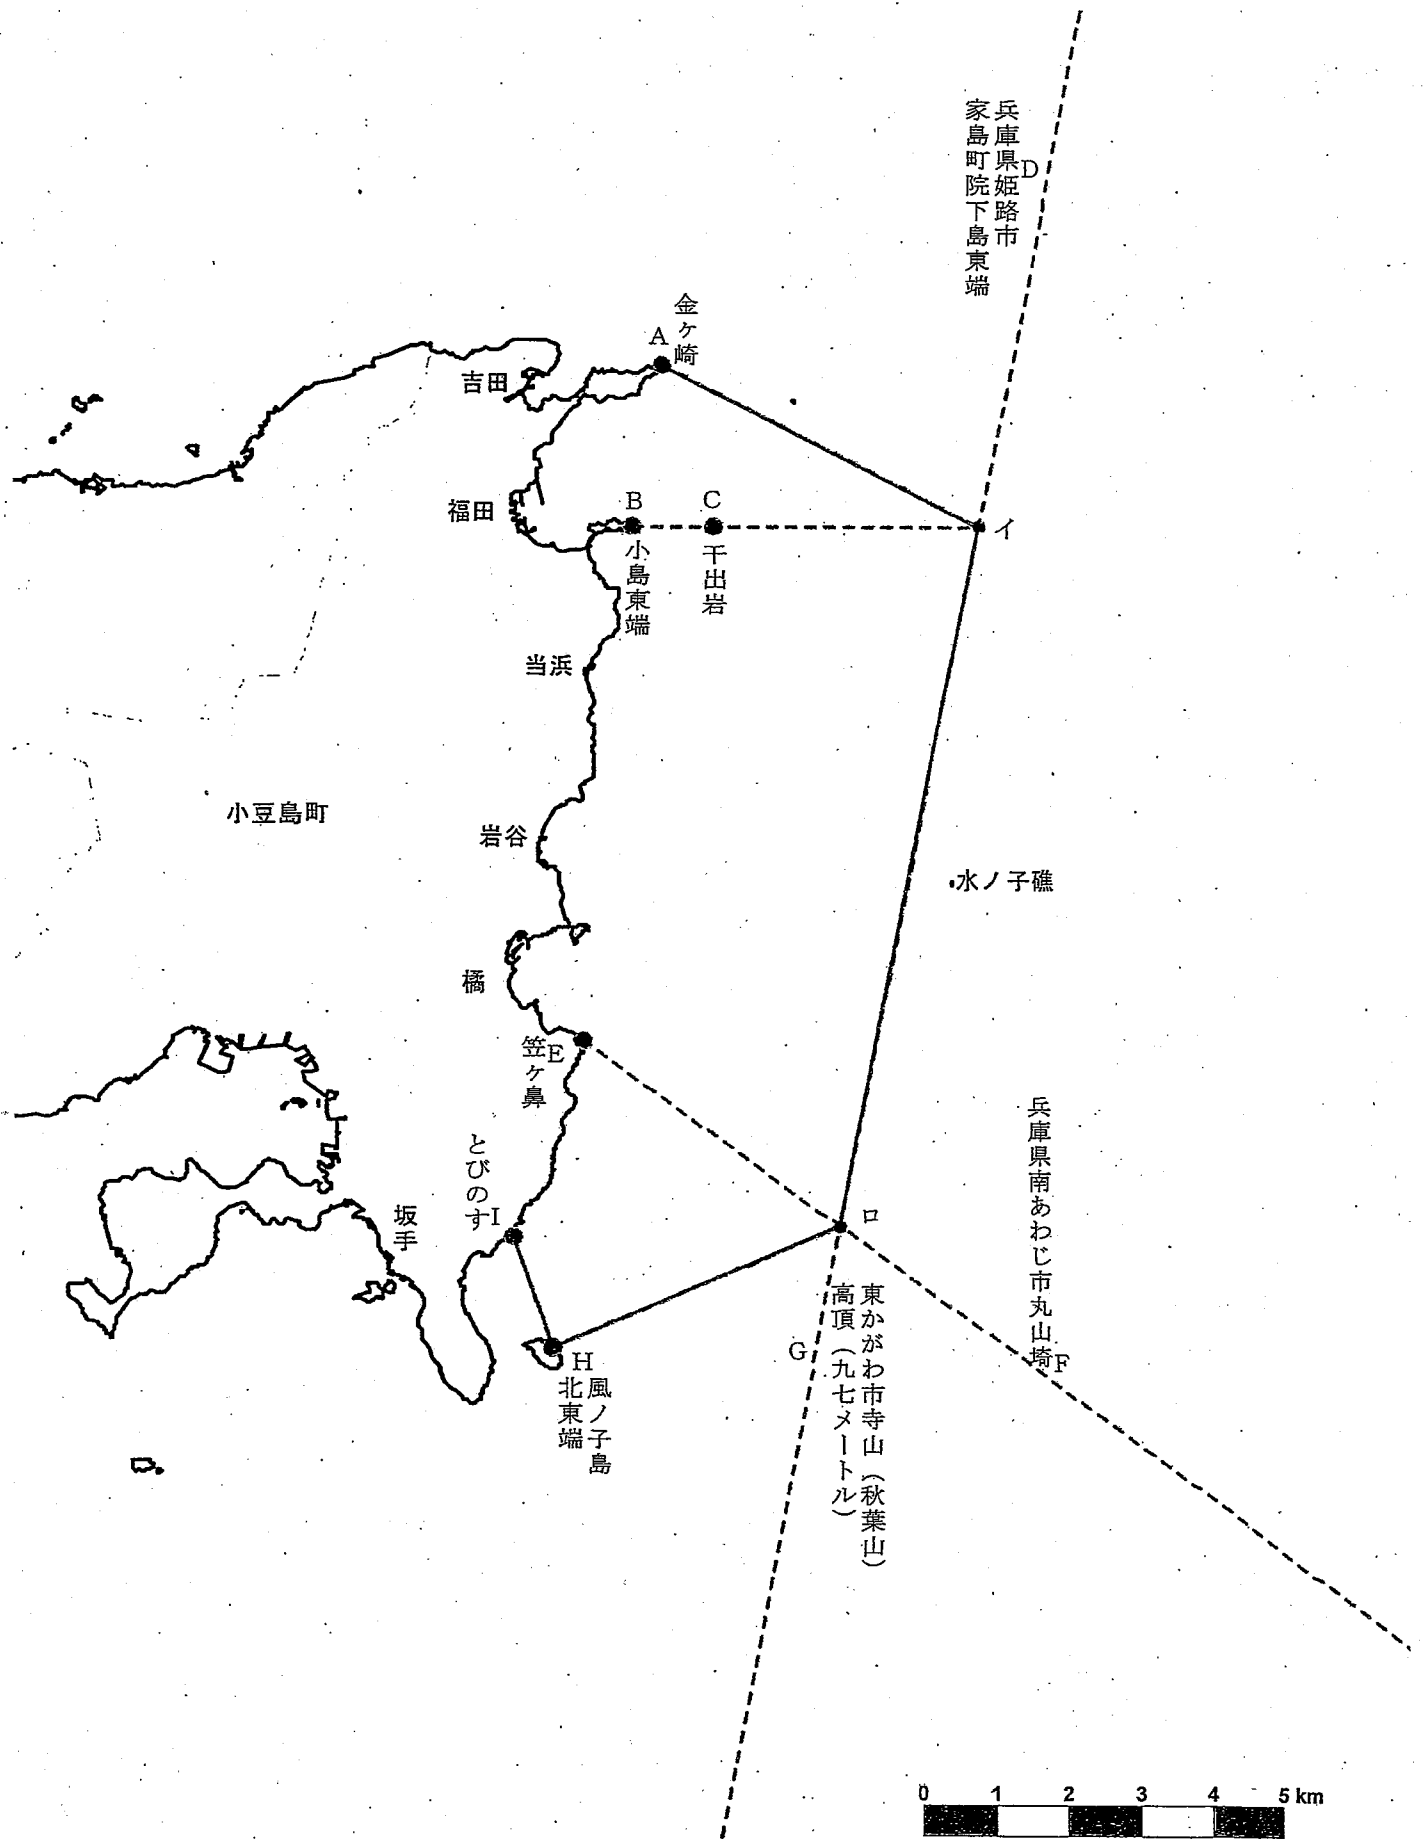 兵庫県姫路市
家島町院下島東端
D
金ヶ崎
A
吉田
福田
B
小島東端
C
干出岩
イ
当浜
小豆島町
岩谷
水ノ子礁
橘
E
笠ヶ鼻
とびのす
I
坂手
ロ
兵庫県南あわじ市丸山埼
F
東かがわ市寺山（秋葉山）
高頂（九七メートル）
G
H
風ノ子島
北東端
0 1 2 3 4 5 km